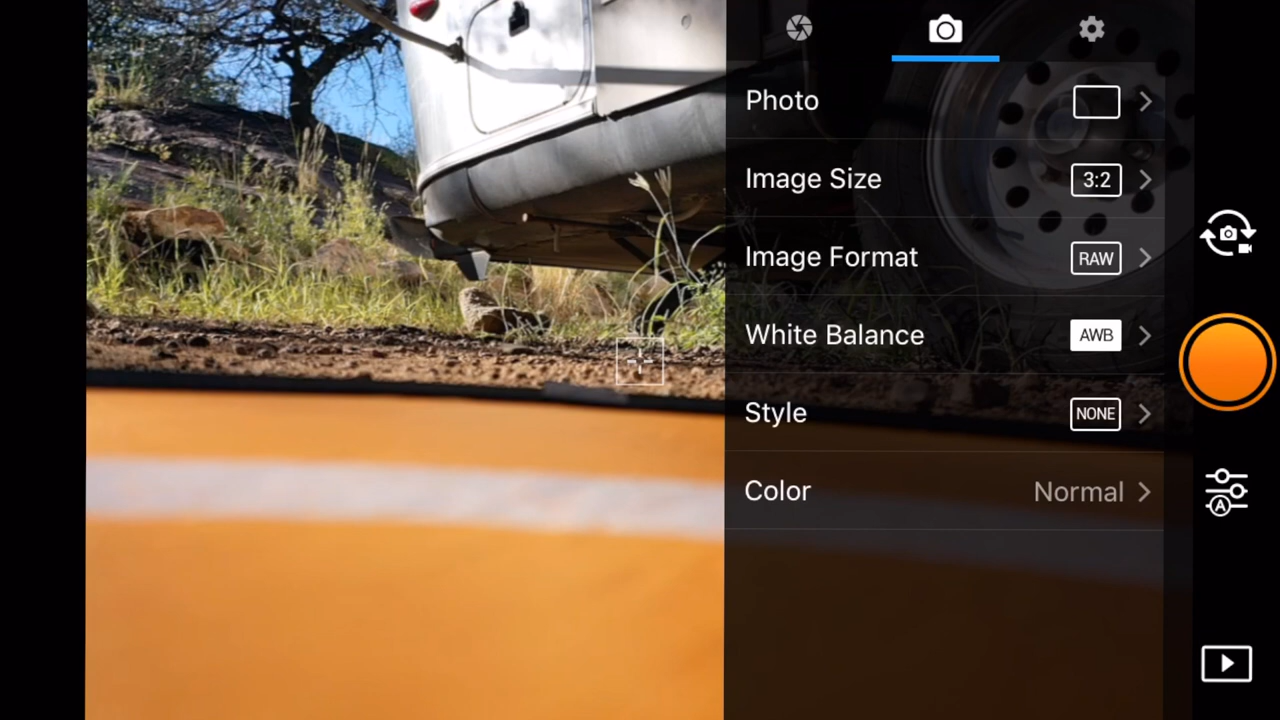 Photo
Image Size 3:2
Image Format RAW
White Balance AWB
Style NONE
Color Normal
A